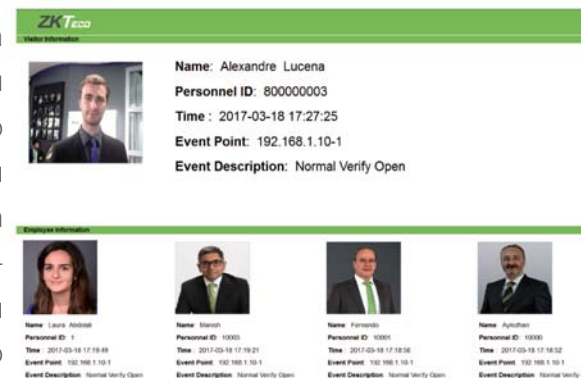 ZKTeco
Visitor Information
Name: Alexandre Lucena
Personnel ID: 800000003
Time : 2017-03-18 17:27:25
Event Point: 192.168.1.10-1
Event Description: Normal Verify Open
Employee Information
Name : Laura
Personnel ID : 1
Time : 2017-03-18 17:19:49
Event Point : 192.168.1.10-1
Event Description : Normal Verify Open
Name : Manish
Personnel ID : 10003
Time : 2017-03-18 17:19:21
Event Point : 192.168.1.10-1
Event Description : Normal Verify Open
Name : Fernando
Personnel ID : 10001
Time : 2017-03-18 17:18:56
Event Point : 192.168.1.10-1
Event Description : Normal Verify Open
Name : Aykuthan
Personnel ID : 10000
Time : 2017-03-18 17:18:52
Event Point : 192.168.1.10-1
Event Description : Normal Verify